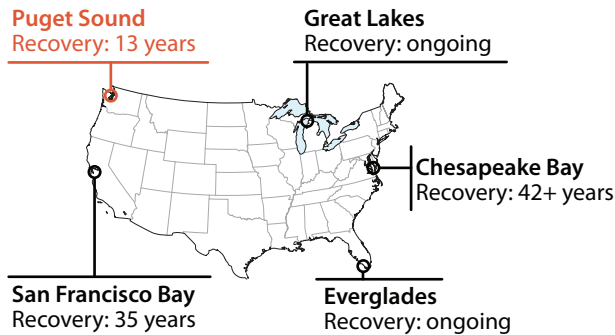 Puget Sound
Recovery: 13 years
Great Lakes
Recovery: ongoing
Chesapeake Bay
Recovery: 42+ years
San Francisco Bay
Recovery: 35 years
Everglades
Recovery: ongoing